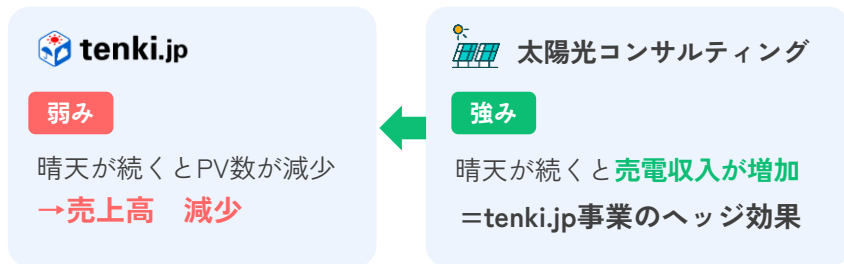 tenki.jp
弱み
晴天が続くとPV数が減少
→売上高　減少
太陽光コンサルティング
強み
晴天が続くと売電収入が増加
=tenki.jp事業のヘッジ効果